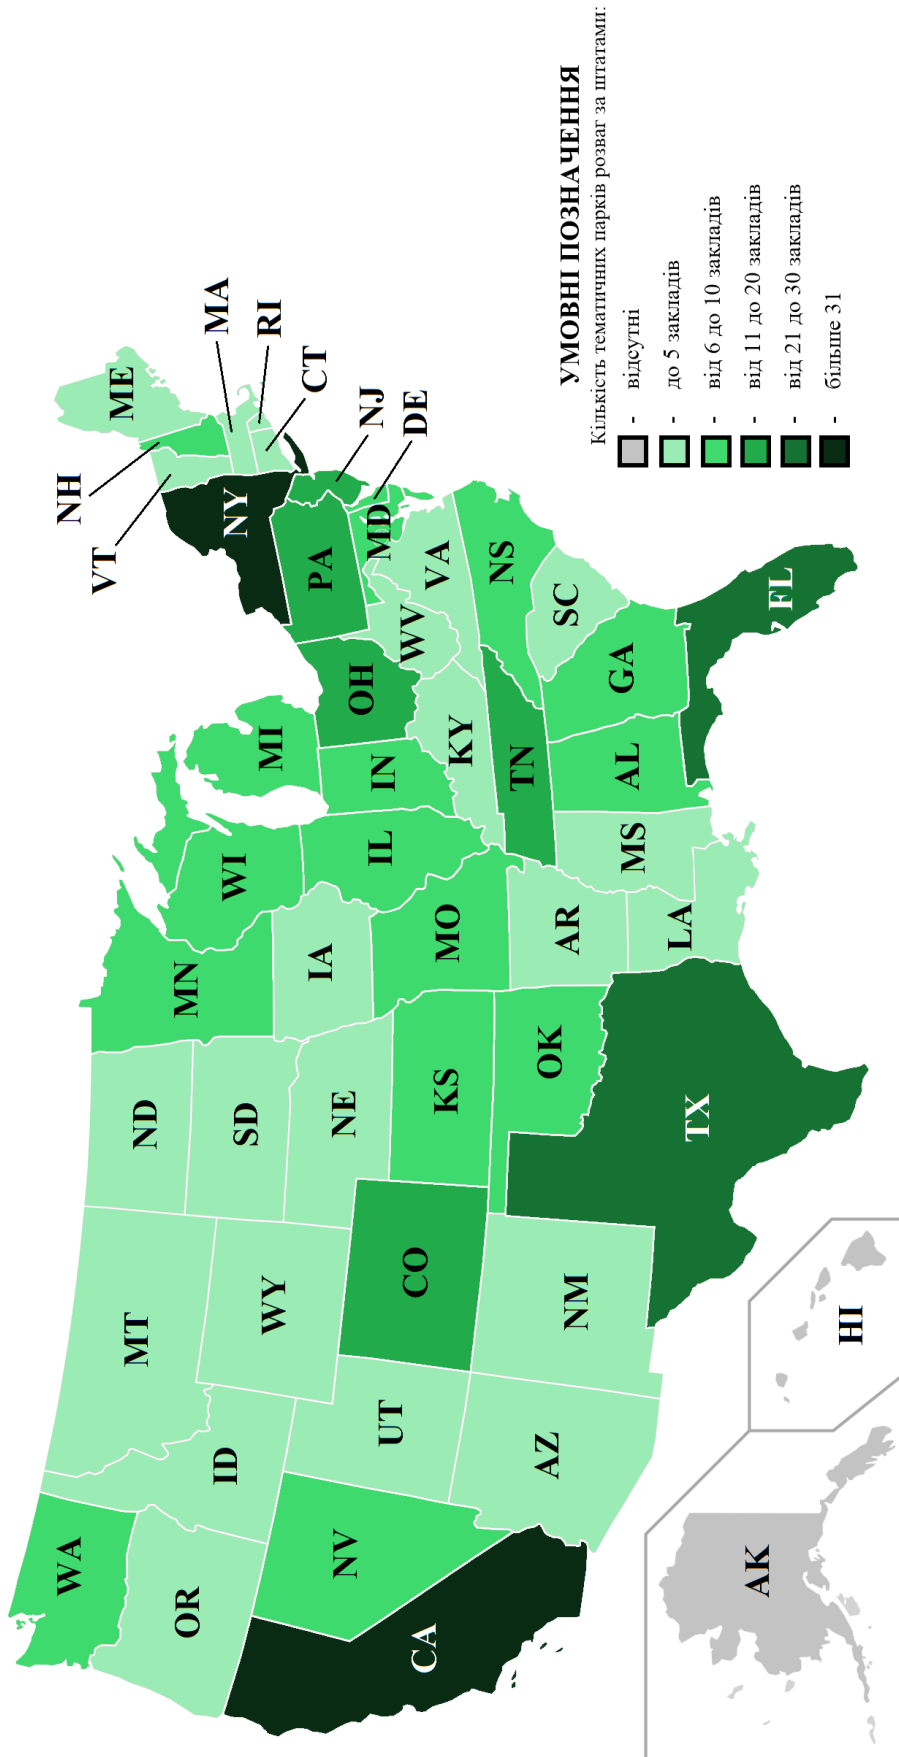 WA
OR
CA
NV
ID
MT
WY
UT
AZ
CO
NM
ND
SD
NE
KS
OK
TX
MN
IA
MO
AR
LA
WI
IL
MS
MI
IN
KY
TN
AL
OH
WV
GA
PA
MD
VA
NS
SC
FL
NY
VT
NH
ME
MA
RI
CT
NJ
DE
AK
HI
УМОВНІ ПОЗНАЧЕННЯ
Кількість тематичних парків розваг за штатами:
- відсутні
- до 5 закладів
- від 6 до 10 закладів
- від 11 до 20 закладів
- від 21 до 30 закладів
- більше 31